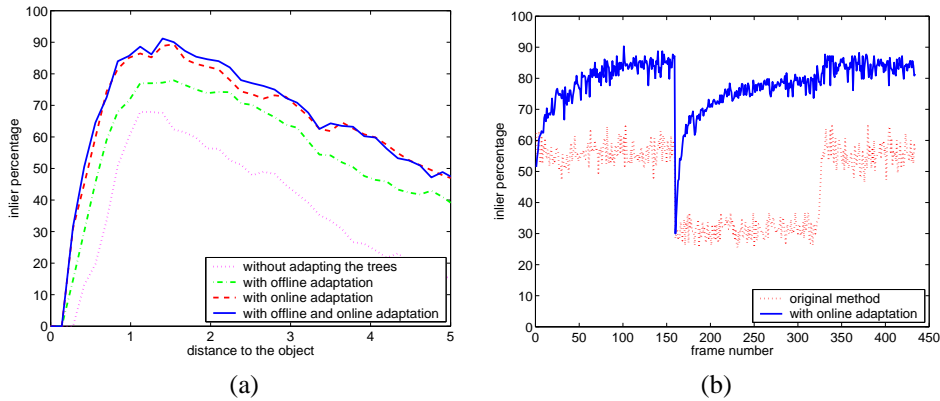 100
90
80
70
60
50
40
30
20
10
0
inlier percentage
0 1 2 3 4 5
distance to the object
without adapting the trees
with offline adaptation
with online adaptation
with offline and online adaptation
(a)
100
90
80
70
60
50
40
30
20
10
0
inlier percentage
0 50 100 150 200 250 300 350 400 450
frame number
original method
with online adaptation
(b)